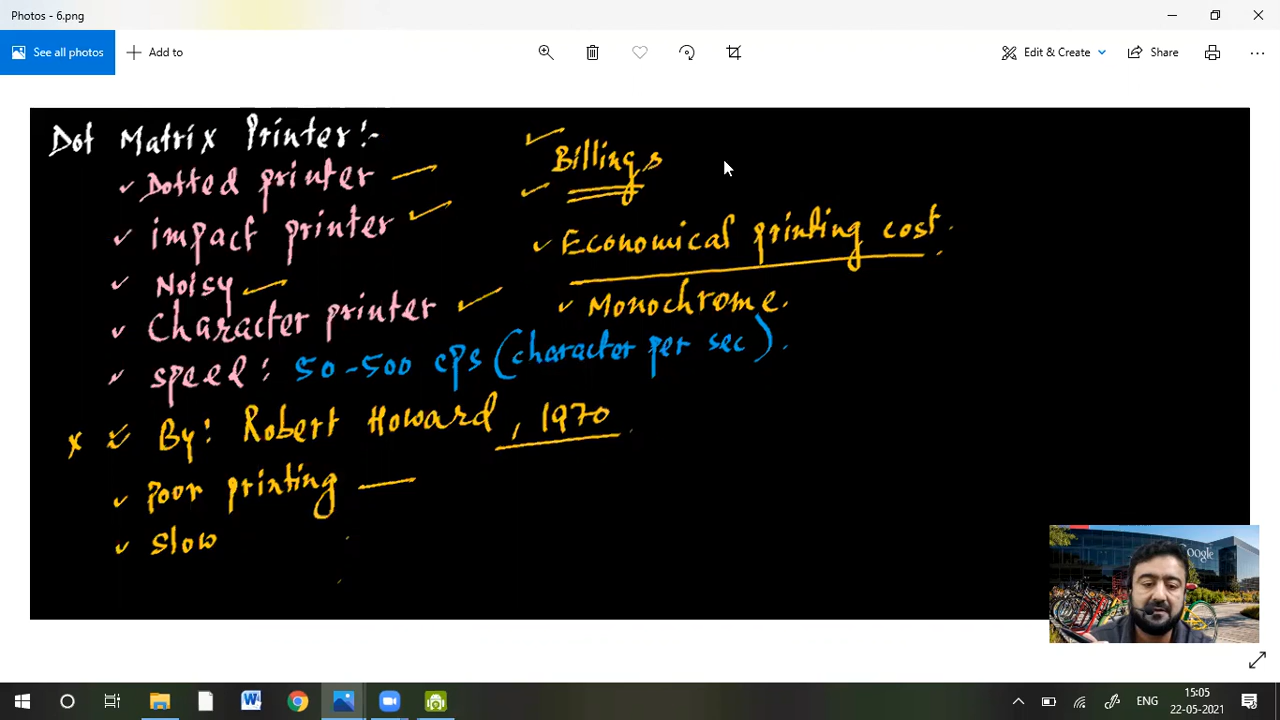 Photos - 6.png
See all photos
Add to
Edit & Create
Share
Dot Matrix Printer:-
Dotted printer
impact printer
Noisy
Character printer
speed: 50-500 cps (character per sec).
By: Robert Howard, 1970
Poor printing
Slow
Billings
Economical printing cost.
Monochrome.
Google
ENG
15:05
22-05-2021